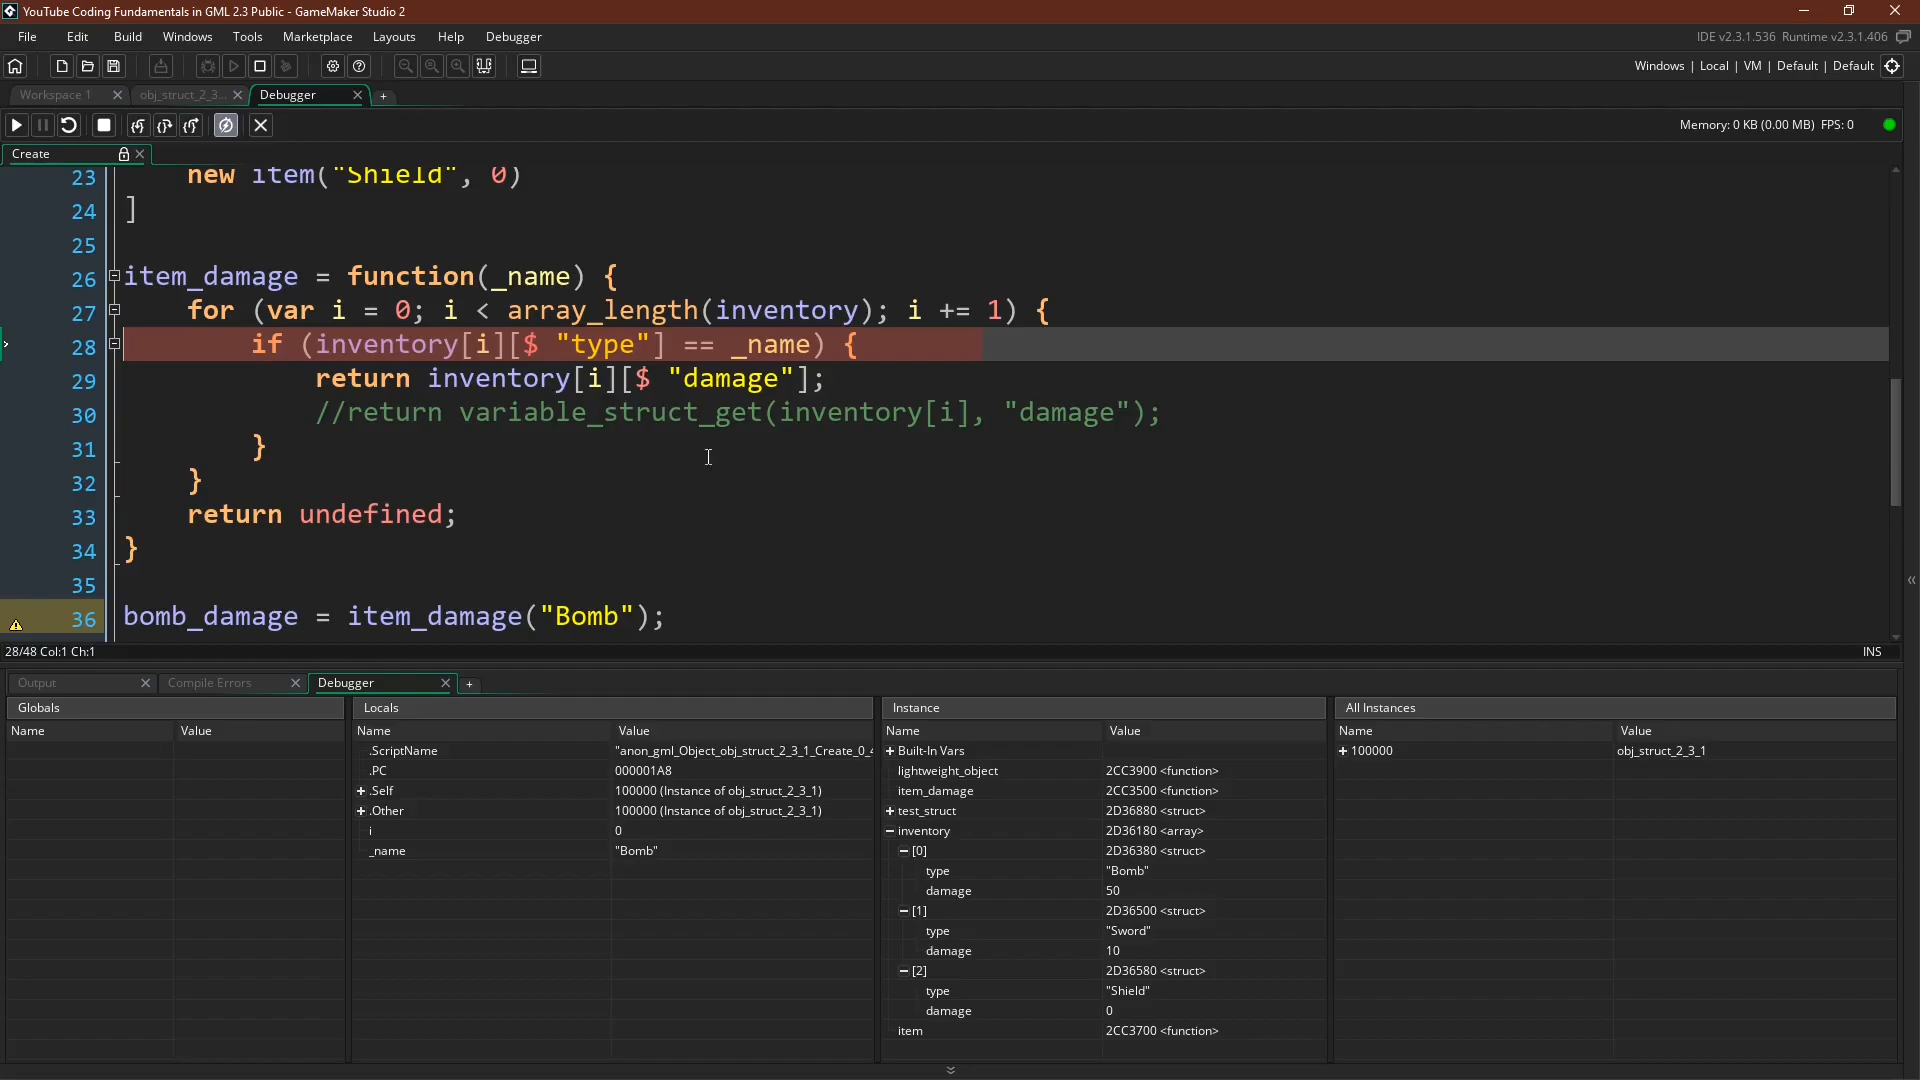 YouTube Coding Fundamentals in GML 2.3 Public - GameMaker Studio 2
File Edit Build Windows Tools Marketplace Layouts Help Debugger
IDE v2.3.1.536 Runtime v2.3.1.406
Windows | Local | VM | Default | Default
Workspace 1 obj_struct_2_3... Debugger
Memory: 0 KB (0.00 MB) FPS: 0
Create
23 new item("Shield", 0)
24 ]
25
26 item_damage = function(_name) {
27 for (var i = 0; i < array_length(inventory); i += 1) {
28 if (inventory[i][$ "type"] == _name) {
29 return inventory[i][$ "damage"];
30 //return variable_struct_get(inventory[i], "damage");
31 }
32 }
33 return undefined;
34 }
35
36 bomb_damage = item_damage("Bomb");
28/48 Col:1 Ch:1 INS
Output Compile Errors Debugger
Globals
Name Value
Locals
Name Value
.ScriptName "anon_gml_Object_obj_struct_2_3_1_Create_0_4
.PC 000001A8
.Self 100000 (Instance of obj_struct_2_3_1)
.Other 100000 (Instance of obj_struct_2_3_1)
i 0
_name "Bomb"
Instance
Name Value
Built-In Vars
lightweight_object 2CC3900 <function>
item_damage 2CC3500 <function>
test_struct 2D36880 <struct>
inventory 2D36180 <array>
[0] 2D36380 <struct>
type "Bomb"
damage 50
[1] 2D36500 <struct>
type "Sword"
damage 10
[2] 2D36580 <struct>
type "Shield"
damage 0
item 2CC3700 <function>
All Instances
Name Value
100000 obj_struct_2_3_1